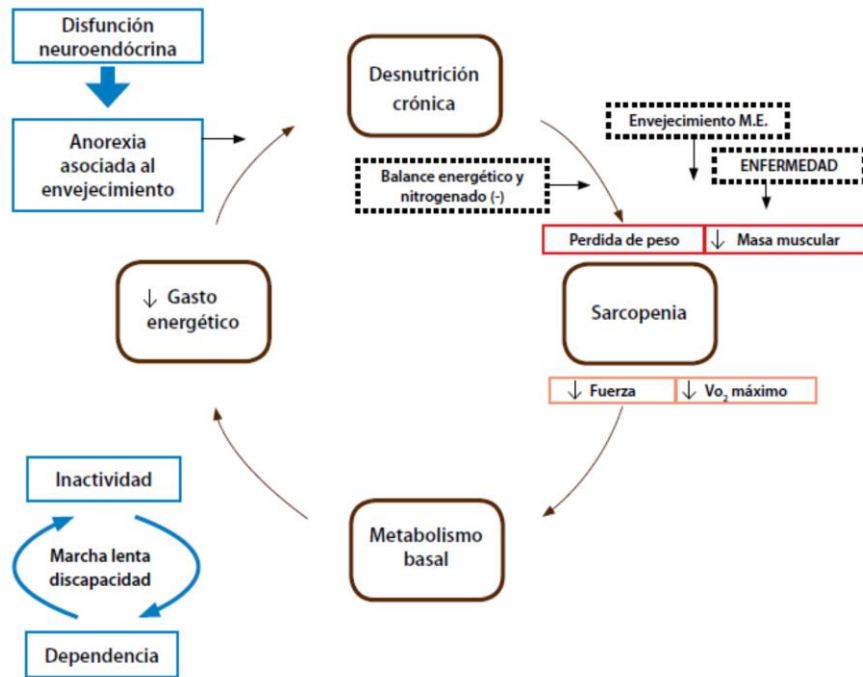 Disfunción
neuroendócrina
Anorexia
asociada al
envejecimiento
Desnutrición
crónica
Envejecimiento M.E.
ENFERMEDAD
Balance energético y
nitrogenado (-)
Perdida de peso
↓ Masa muscular
Sarcopenia
↓ Fuerza
↓ Vo₂ máximo
↓ Gasto
energético
Metabolismo
basal
Inactividad
Marcha lenta
discapacidad
Dependencia